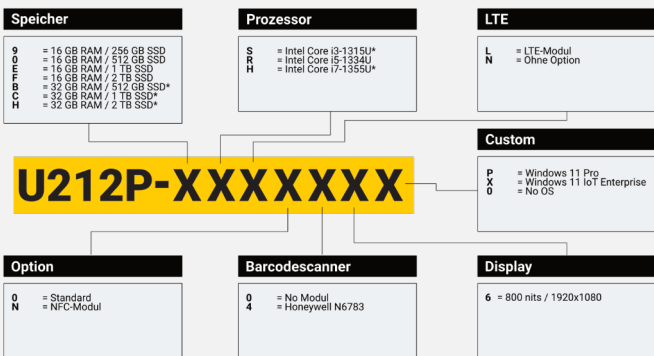 Speicher
9 = 16 GB RAM / 256 GB SSD
0 = 16 GB RAM / 512 GB SSD
E = 16 GB RAM / 1 TB SSD
F = 16 GB RAM / 2 TB SSD
B = 32 GB RAM / 512 GB SSD*
C = 32 GB RAM / 1 TB SSD*
H = 32 GB RAM / 2 TB SSD*
Prozessor
S = Intel Core i3-1315U*
R = Intel Core i5-1334U
H = Intel Core i7-1355U*
LTE
L = LTE-Modul
N = Ohne Option
Custom
P = Windows 11 Pro
X = Windows 11 IoT Enterprise
0 = No OS
U212P-XXXXXXX
Option
0 = Standard
N = NFC-Modul
Barcodescanner
0 = No Modul
4 = Honeywell N6783
Display
6 = 800 nits / 1920x1080